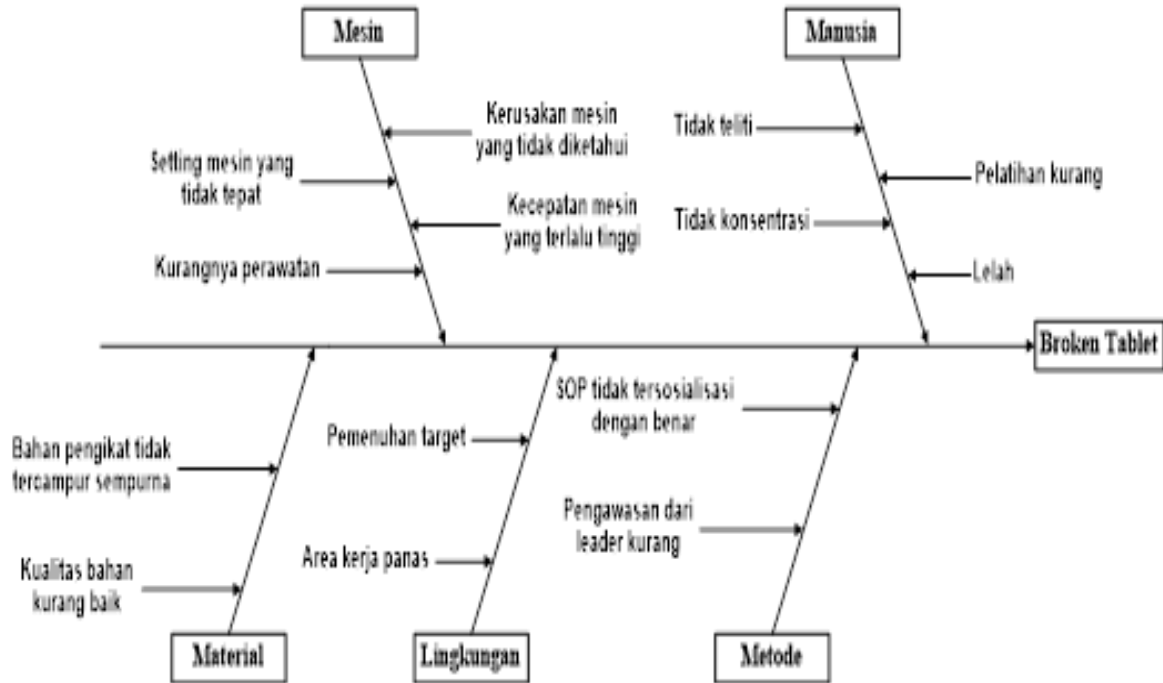 Mesin
Manusia
Kerusakan mesin
yang tidak diketahui
Setting mesin yang
tidak tepat
Kecepatan mesin
yang terlalu tinggi
Kurangnya perawatan
Tidak teliti
Pelatihan kurang
Tidak konsentrasi
Lelah
Broken Tablet
Bahan pengikat tidak
tercampur sempurna
Kualitas bahan
kurang baik
Pemenuhan target
Area kerja panas
SOP tidak tersosialisasi
dengan benar
Pengawasan dari
leader kurang
Material
Lingkungan
Metode